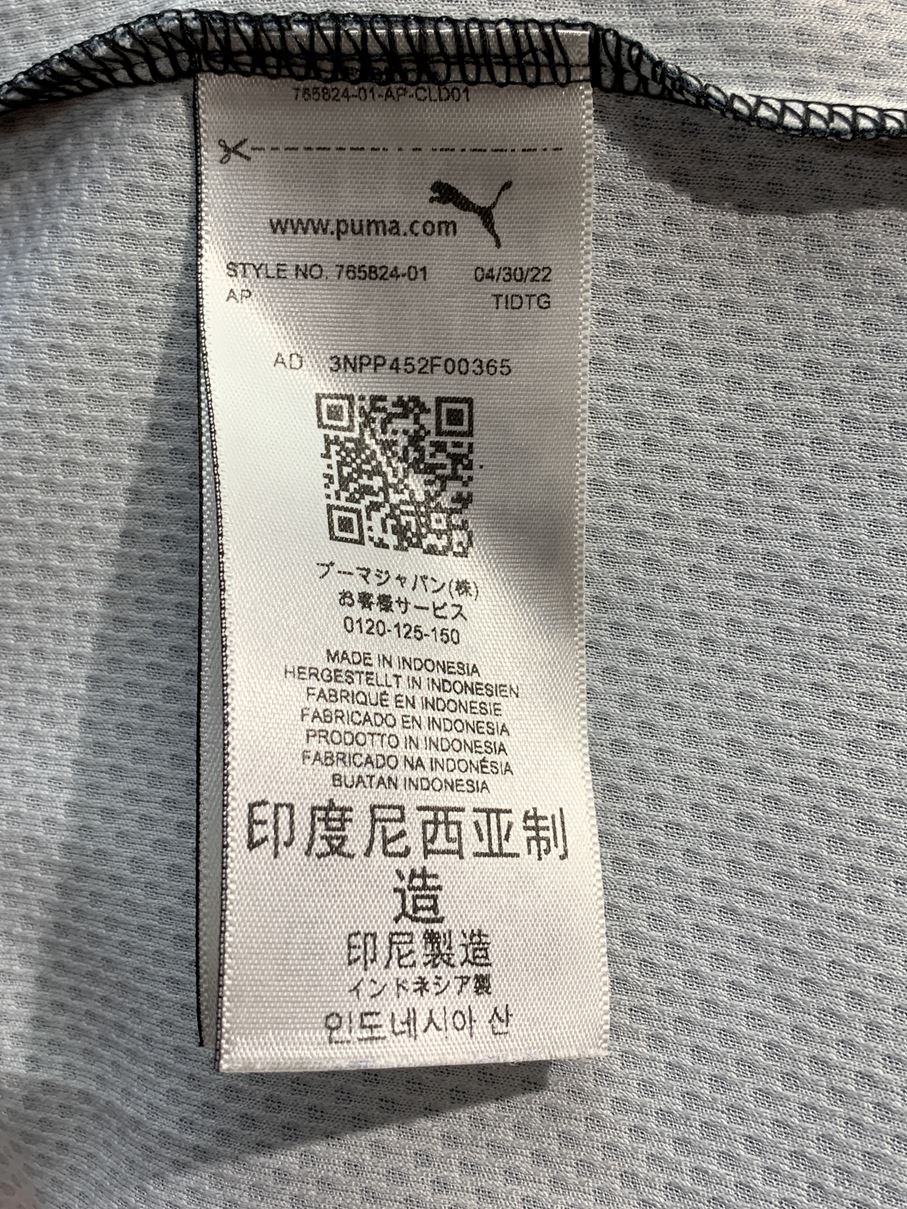 765824-01-AP-CLD01
www.puma.com
STYLE NO. 765824-01 04/30/22
AP TIDTG
AD 3NPP452F00365
プーマジャパン(株)
お客様サービス
0120-125-150
MADE IN INDONESIA
HERGESTELLT IN INDONESIEN
FABRIQUÉ EN INDONESIE
FABRICADO EN INDONESIA
PRODOTTO IN INDONESIA
FABRICADO NA INDONÉSIA
BUATAN INDONESIA
印度尼西亚制
造
印尼製造
インドネシア製
인도네시아 산